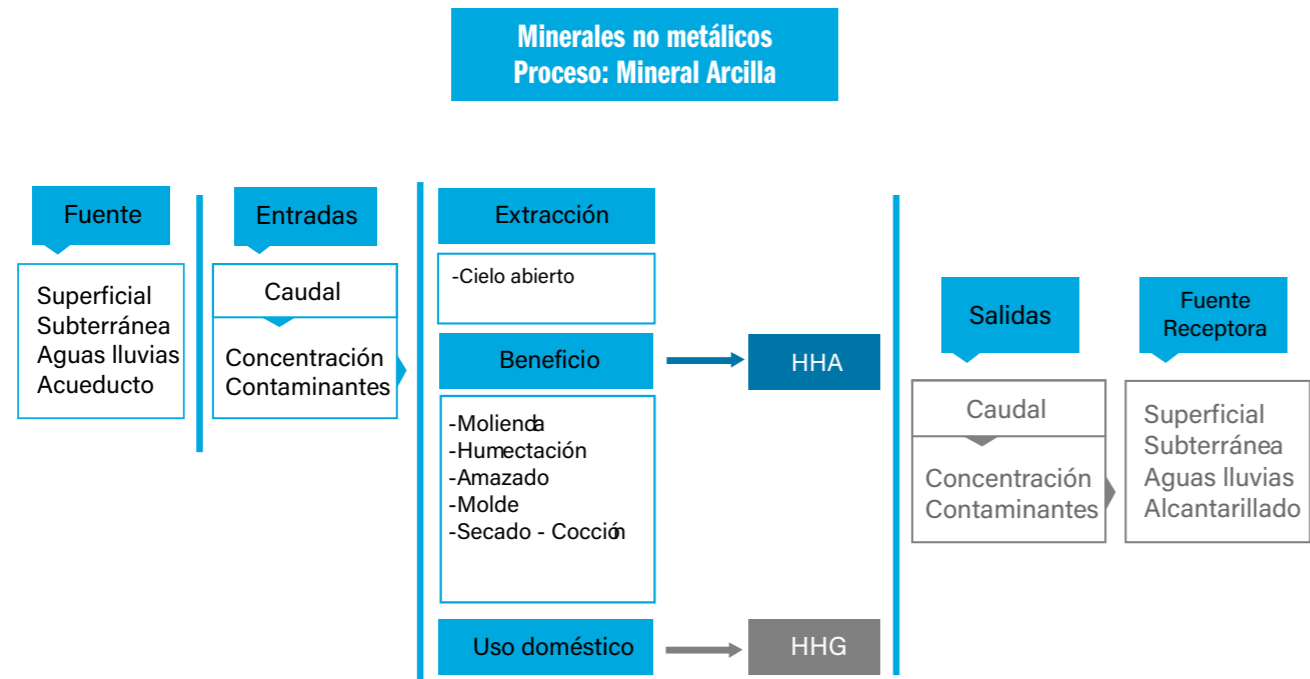 Minerales no metálicos
Proceso: Mineral Arcilla
Fuente
Superficial
Subterránea
Aguas lluvias
Acueducto
Entradas
Caudal
Concentración
Contaminantes
Extracción
-Cielo abierto
Beneficio
-Molienda
-Humectación
-Amazado
-Molde
-Secado - Cocción
Uso doméstico
HHA
HHG
Salidas
Caudal
Concentración
Contaminantes
Fuente
Receptora
Superficial
Subterránea
Aguas lluvias
Alcantarillado